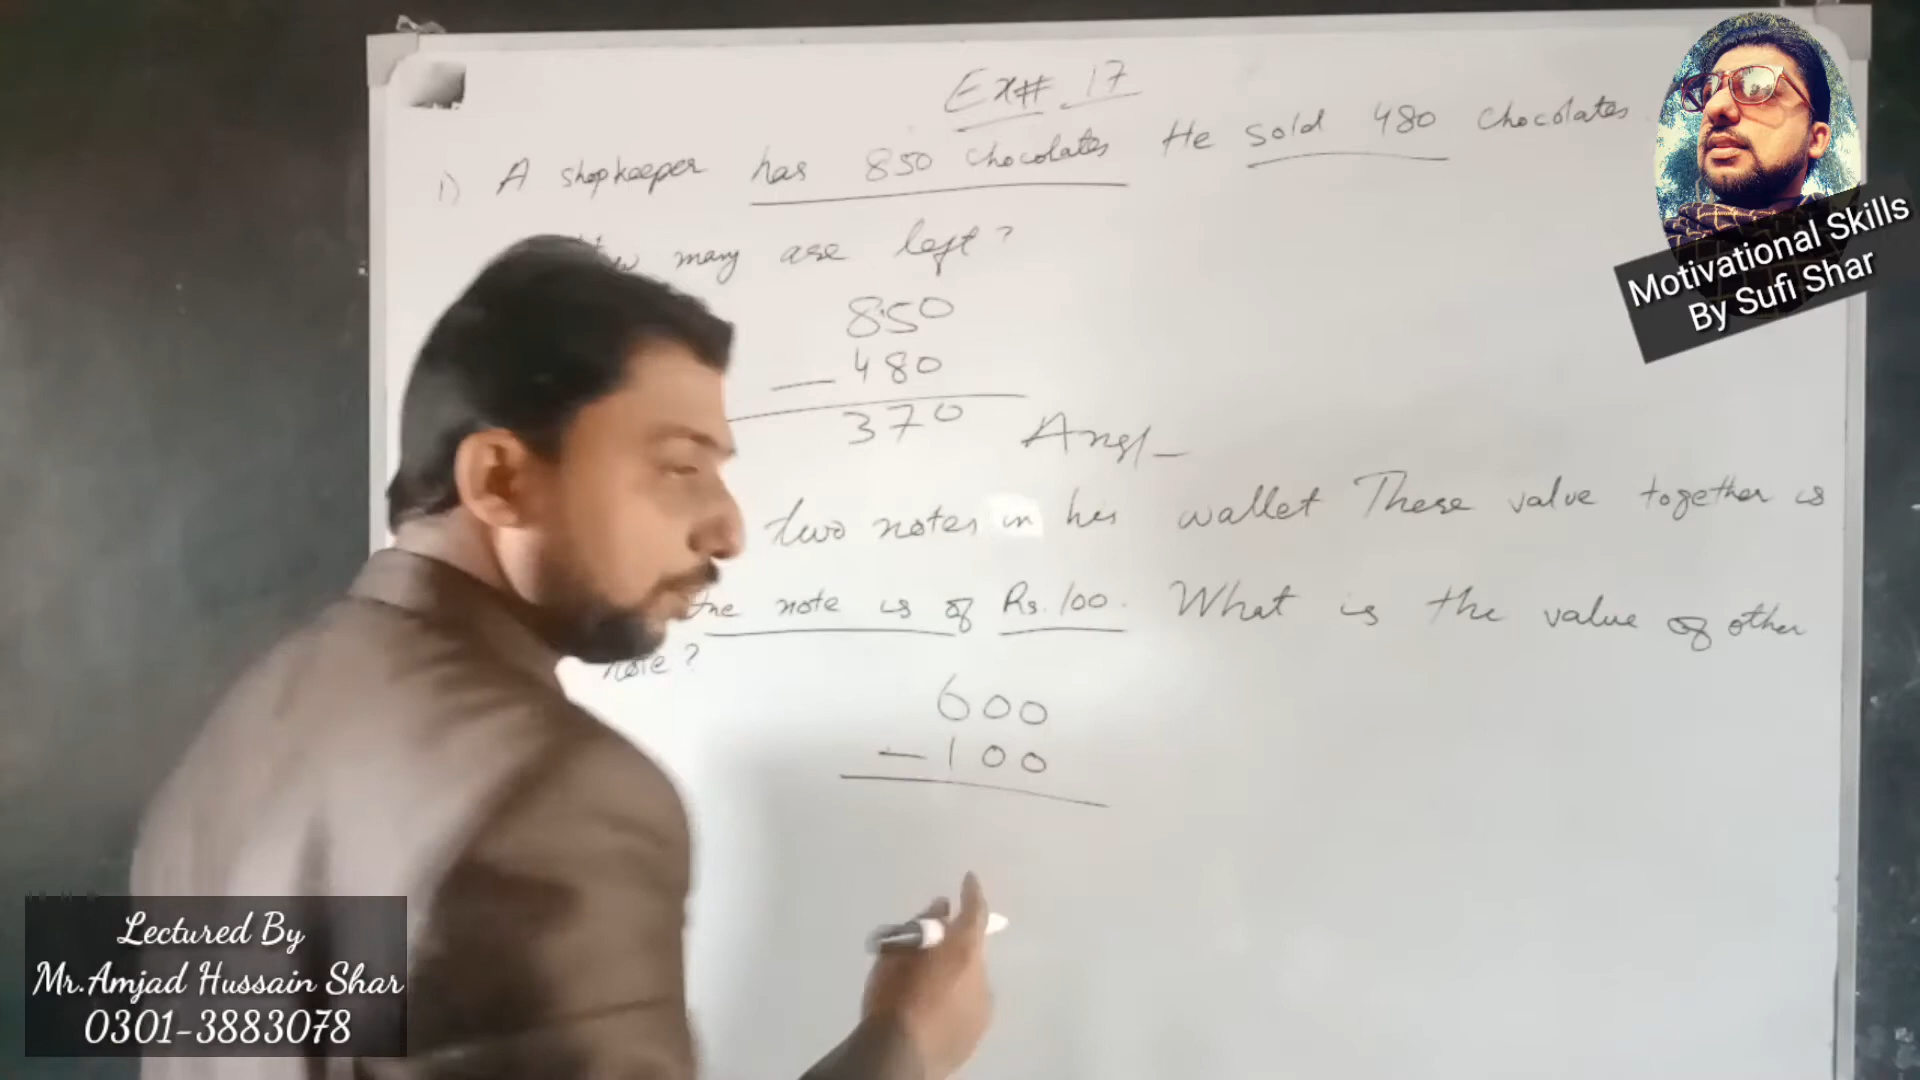 Ex# 17
1) A shopkeeper has 850 chocolates He sold 480 chocolates.
many are left?
850
— 480
370 Ans/-
two notes in his wallet These value together is
note is of Rs. 100. What is the value of other
note?
600
— 100
Motivational Skills
By Sufi Shar
Lectured By
Mr.Amjad Hussain Shar
0301-3883078